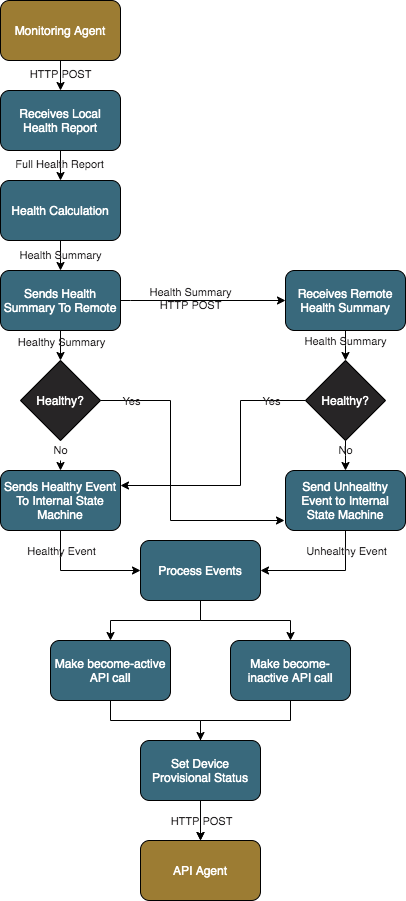 Monitoring Agent
HTTP POST
Receives Local
Health Report
Full Health Report
Health Calculation
Health Summary
Sends Health
Summary To Remote
Health Summary
HTTP POST
Receives Remote
Health Summary
Healthy Summary
Health Summary
Healthy?
Yes
Yes
Healthy?
No
No
Sends Healthy Event
To Internal State
Machine
Send Unhealthy
Event to Internal
State Machine
Healthy Event
Unhealthy Event
Process Events
Make become-active
API call
Make become-
inactive API call
Set Device
Provisional Status
HTTP POST
API Agent